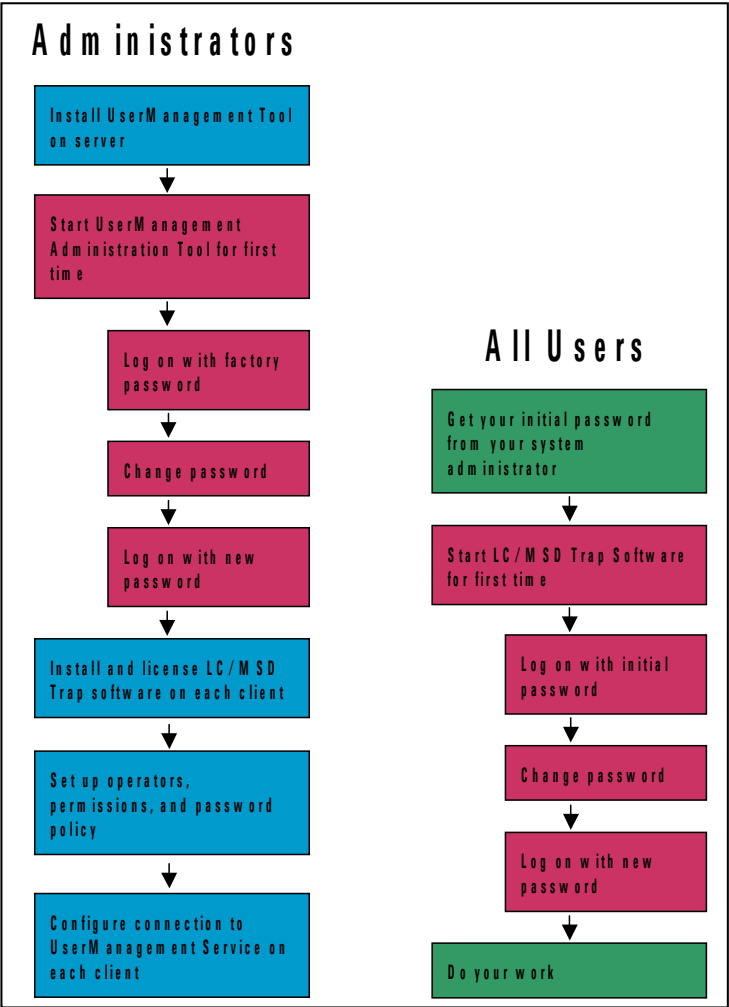 Administrators
Install UserManagement Tool
on server
Start UserManagement
Administration Tool for first
time
Log on with factory
password
Change password
Log on with new
password
Install and license LC/MSD
Trap software on each client
Set up operators,
permissions, and password
policy
Configure connection to
UserManagement Service on
each client
All Users
Get your initial password
from your system
administrator
Start LC/MSD Trap Software
for first time
Log on with initial
password
Change password
Log on with new
password
Do your work